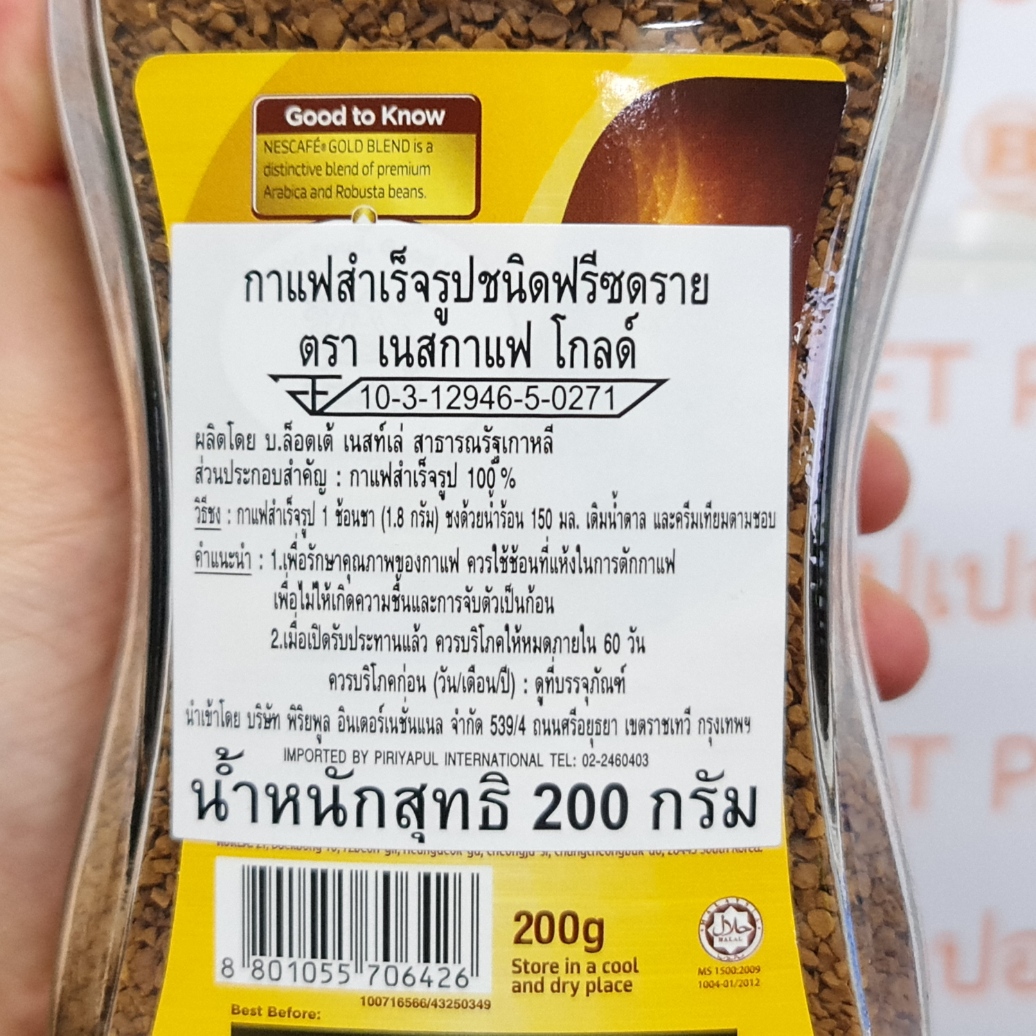 Good to Know
NESCAFÉ® GOLD BLEND is a
distinctive blend of premium
Arabica and Robusta beans.
กาแฟสำเร็จรูปชนิดฟรีซดราย
ตรา เนสกาแฟ โกลด์
10-3-12946-5-0271
ผลิตโดย บ.ล็อตเต้ เนสท์เล่ สาธารณรัฐเกาหลี
ส่วนประกอบสำคัญ : กาแฟสำเร็จรูป 100 %
วิธีชง : กาแฟสำเร็จรูป 1 ช้อนชา (1.8 กรัม) ชงด้วยน้ำร้อน 150 มล. เติมน้ำตาล และครีมเทียมตามชอบ
คำแนะนำ : 1.เพื่อรักษาคุณภาพของกาแฟ ควรใช้ช้อนที่แห้งในการตักกาแฟ
เพื่อไม่ให้เกิดความชื้นและการจับตัวเป็นก้อน
2.เมื่อเปิดรับประทานแล้ว ควรบริโภคให้หมดภายใน 60 วัน
ควรบริโภคก่อน (วัน/เดือน/ปี) : ดูที่บรรจุภัณฑ์
นำเข้าโดย บริษัท พิริยพูล อินเตอร์เนชั่นแนล จำกัด 539/4 ถนนศรีอยุธยา เขตราชเทวี กรุงเทพฯ
IMPORTED BY PIRIYAPUL INTERNATIONAL TEL: 02-2460403
น้ำหนักสุทธิ 200 กรัม
8 801055 706426
200g
Store in a cool
and dry place
HALAL
MS 1500:2009
1004-01/2012
100716566/43250349
Best Before: